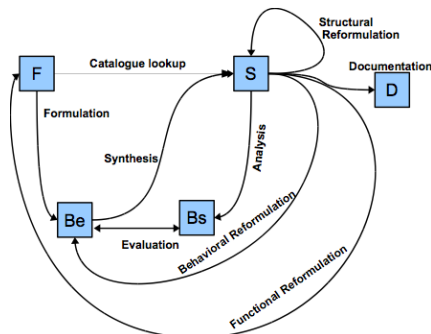 Structural
Reformulation
F
Catalogue lookup
S
Documentation
D
Formulation
Synthesis
Analysis
Be
Bs
Evaluation
Behavioral Reformulation
Functional Reformulation